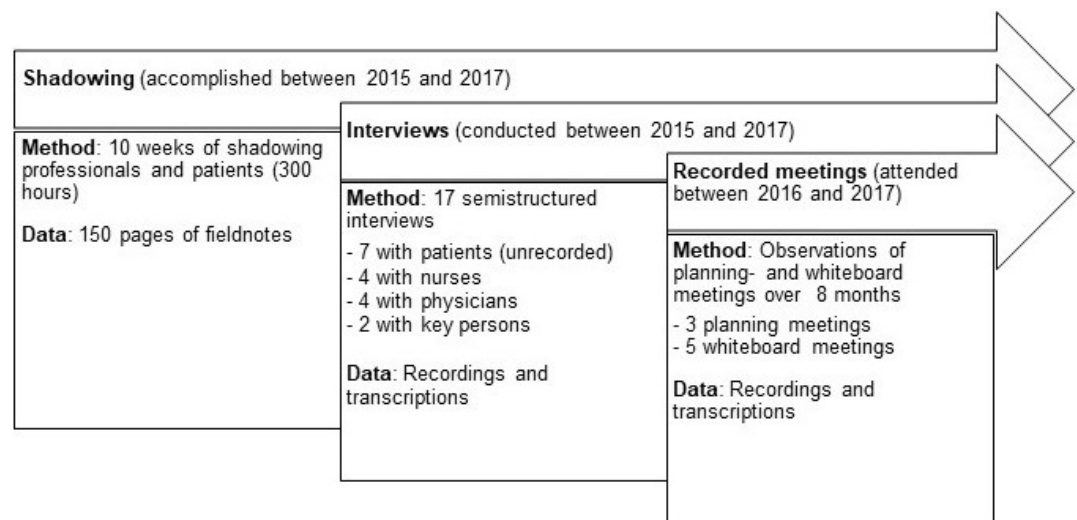 Shadowing (accomplished between 2015 and 2017)
Method: 10 weeks of shadowing
professionals and patients (300
hours)
Data: 150 pages of fieldnotes
Interviews (conducted between 2015 and 2017)
Method: 17 semistructured
interviews
- 7 with patients (unrecorded)
- 4 with nurses
- 4 with physicians
- 2 with key persons
Data: Recordings and
transcriptions
Recorded meetings (attended
between 2016 and 2017)
Method: Observations of
planning- and whiteboard
meetings over 8 months
- 3 planning meetings
- 5 whiteboard meetings
Data: Recordings and
transcriptions